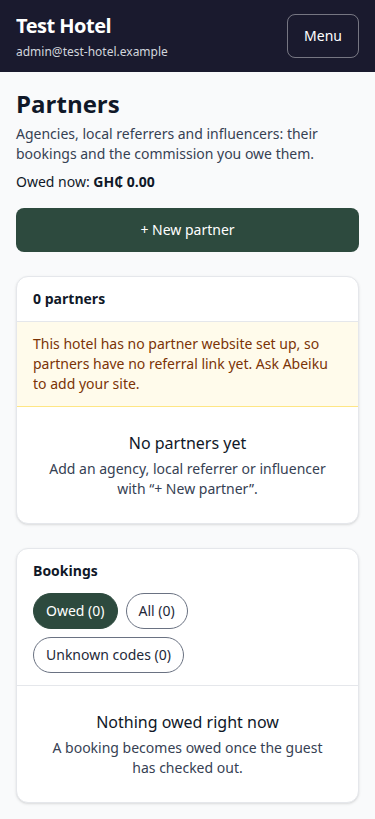 Test Hotel
admin@test-hotel.example
Menu
Partners
Agencies, local referrers and influencers: their
bookings and the commission you owe them.
Owed now: GH₵ 0.00
+ New partner
0 partners
This hotel has no partner website set up, so
partners have no referral link yet. Ask Abeiku
to add your site.
No partners yet
Add an agency, local referrer or influencer
with “+ New partner”.
Bookings
Owed (0)
All (0)
Unknown codes (0)
Nothing owed right now
A booking becomes owed once the guest
has checked out.